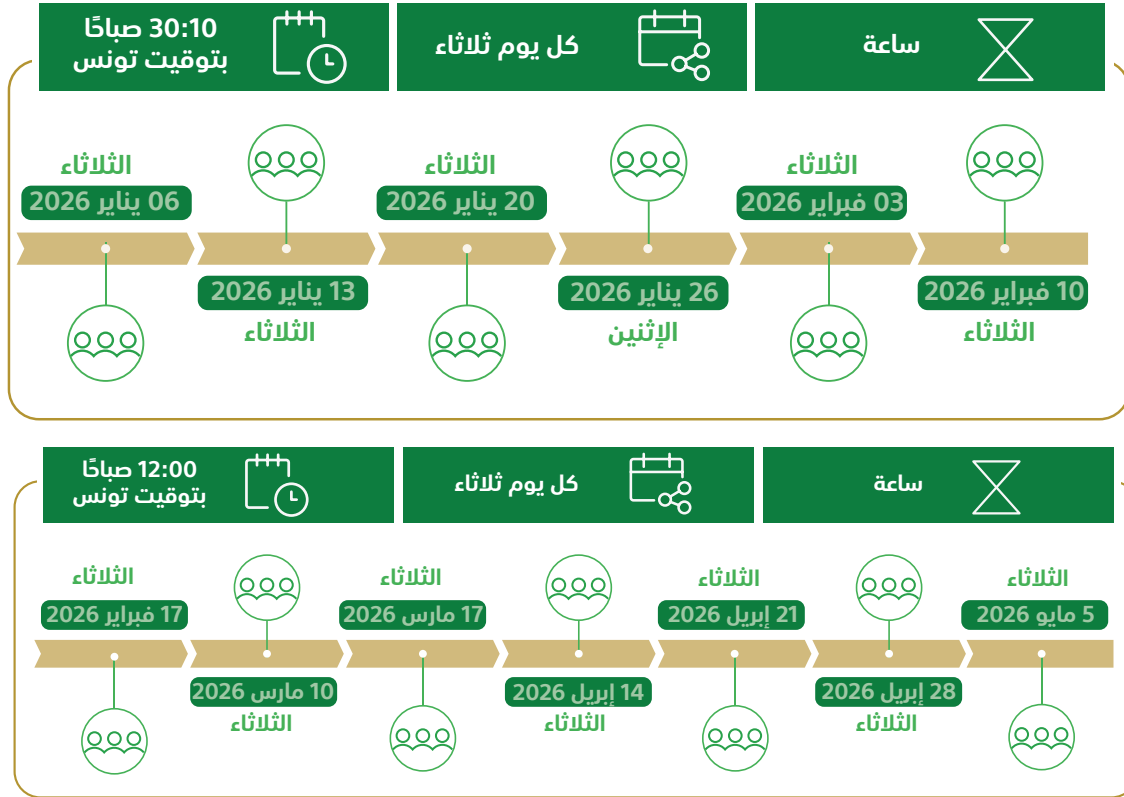 ساعة
كل يوم ثلاثاء
30:10 صباحًا
بتوقيت تونس
الثلاثاء
06 يناير 2026
13 يناير 2026
الثلاثاء
الثلاثاء
20 يناير 2026
26 يناير 2026
الإثنين
الثلاثاء
03 فبراير 2026
10 فبراير 2026
الثلاثاء
ساعة
كل يوم ثلاثاء
12:00 صباحًا
بتوقيت تونس
الثلاثاء
17 فبراير 2026
10 مارس 2026
الثلاثاء
الثلاثاء
17 مارس 2026
14 إبريل 2026
الثلاثاء
الثلاثاء
21 إبريل 2026
28 إبريل 2026
الثلاثاء
الثلاثاء
5 مايو 2026